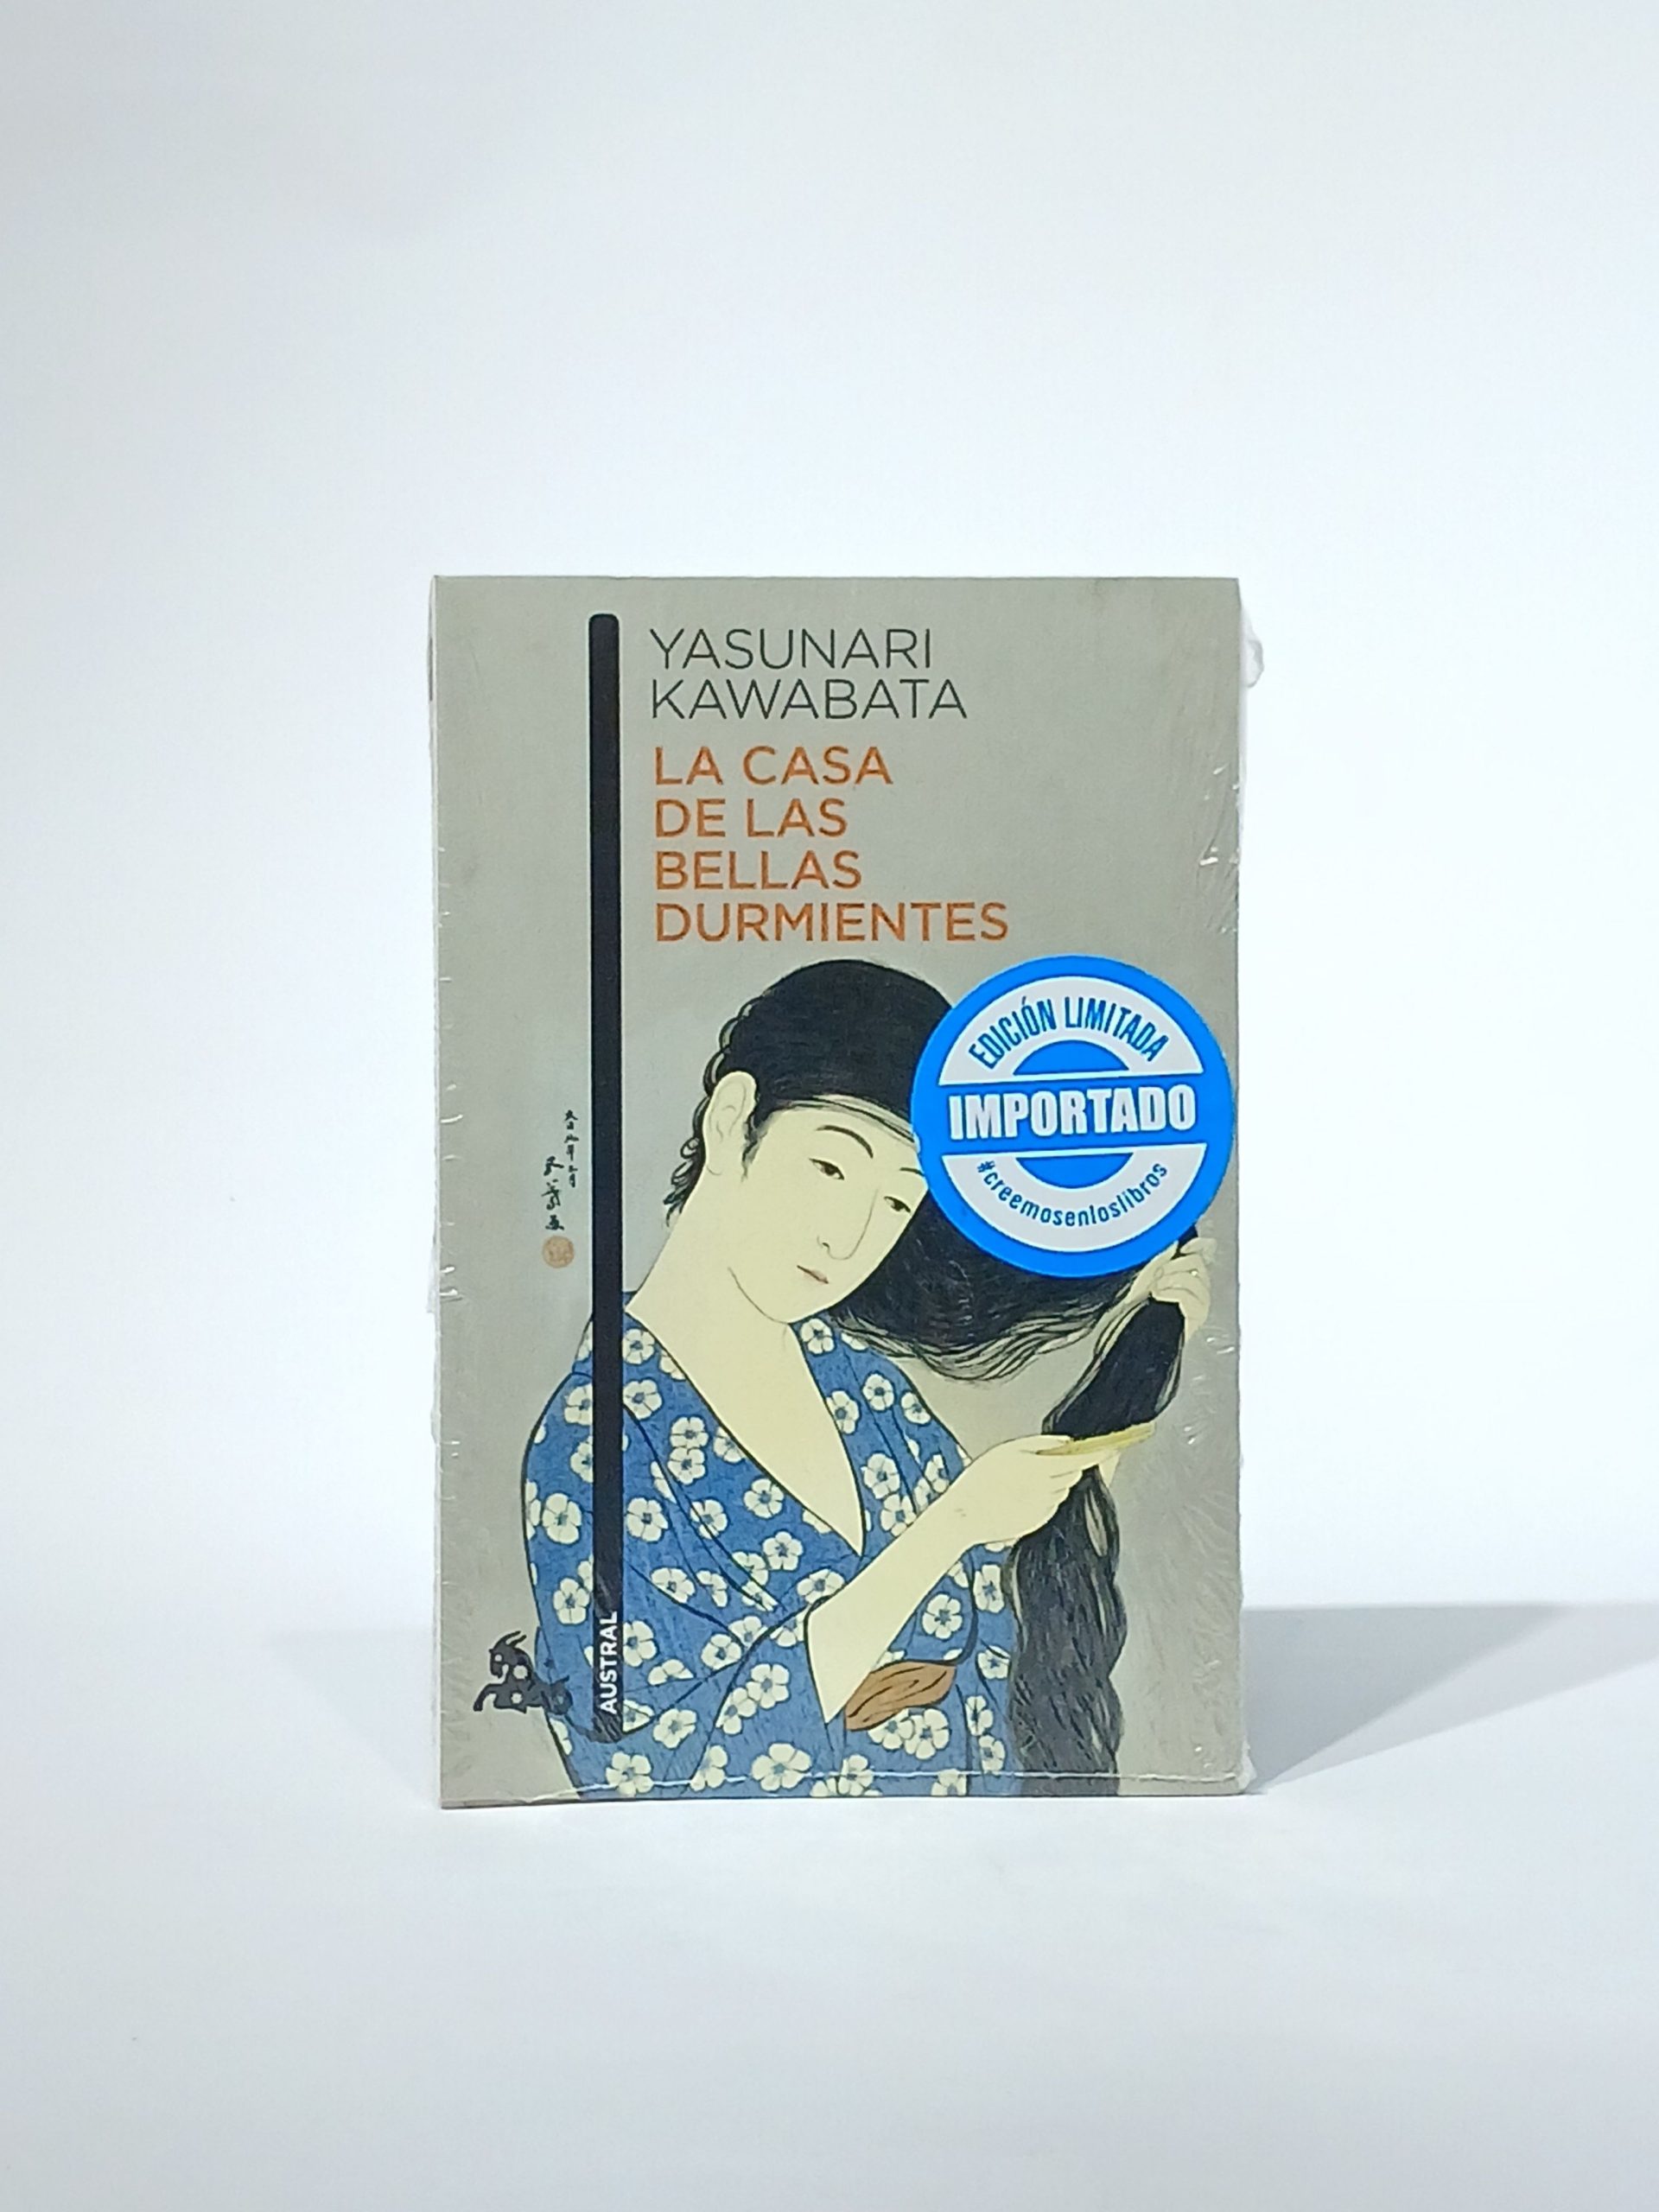 YASUNARI
KAWABATA
LA CASA
DE LAS
BELLAS
DURMIENTES
EDICIÓN LIMITADA
IMPORTADO
#creemosenloslibros
AUSTRAL